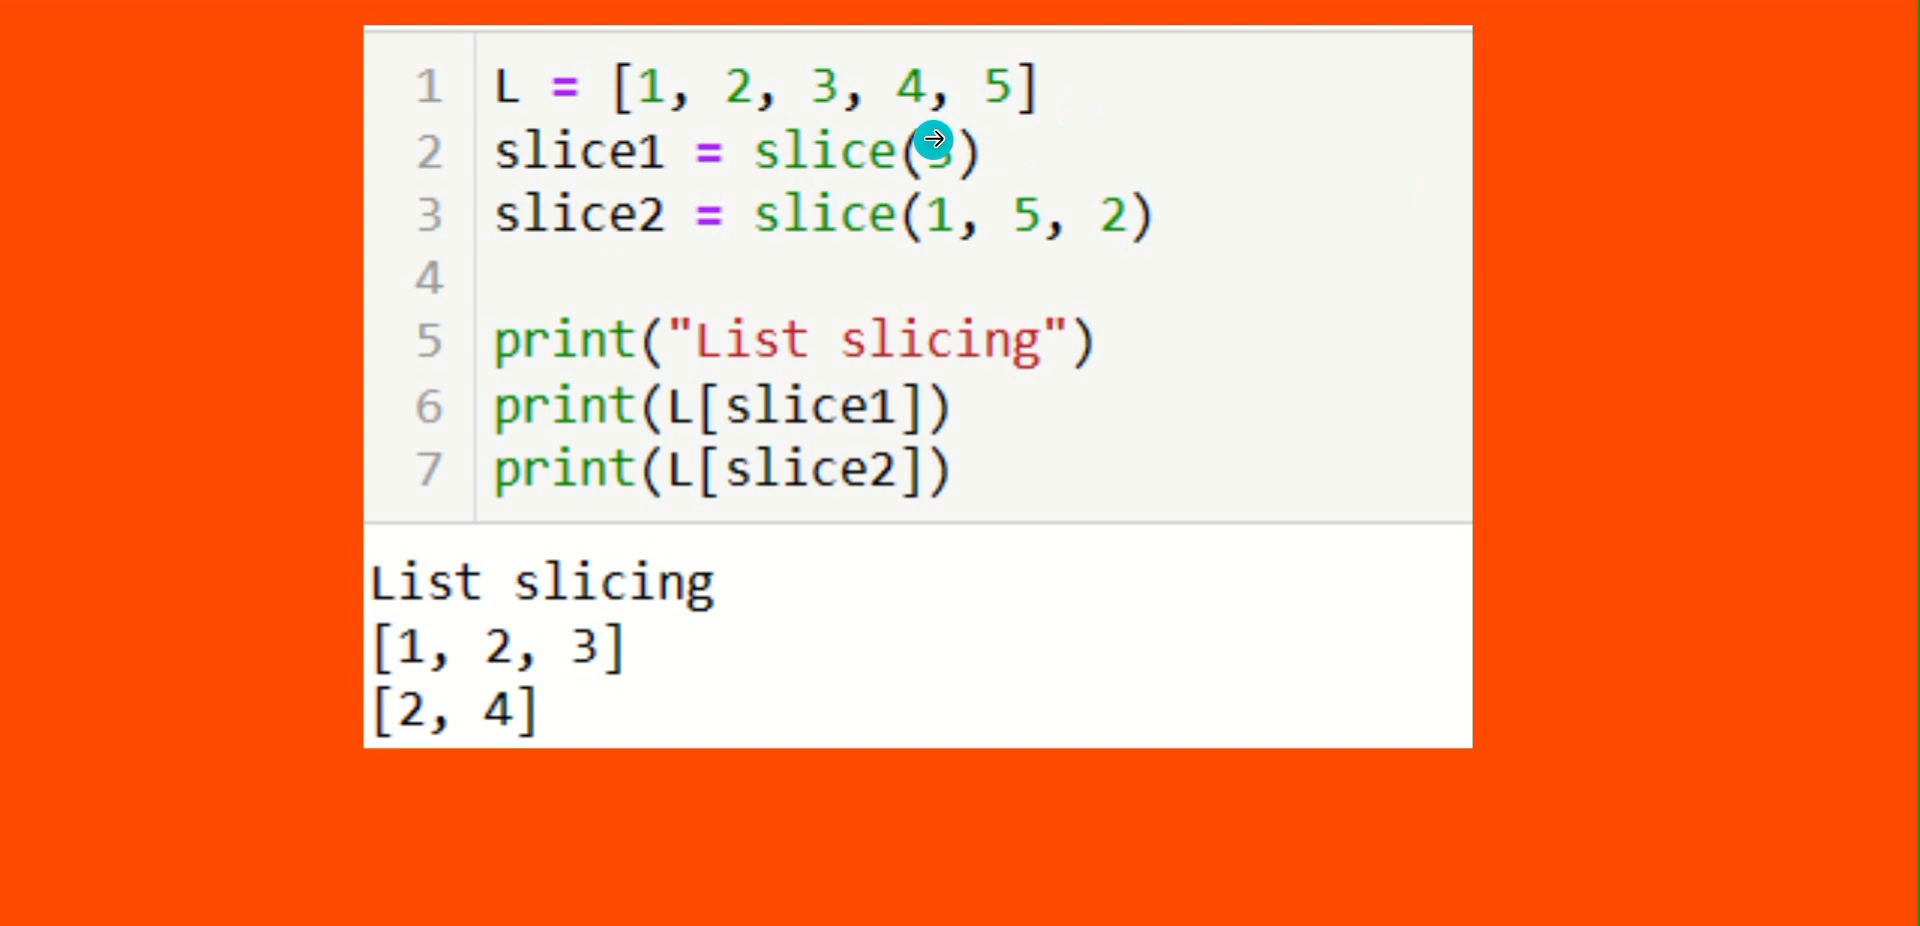 1 L = [1, 2, 3, 4, 5]
2 slice1 = slice(3)
3 slice2 = slice(1, 5, 2)
4
5 print("List slicing")
6 print(L[slice1])
7 print(L[slice2])
List slicing
[1, 2, 3]
[2, 4]